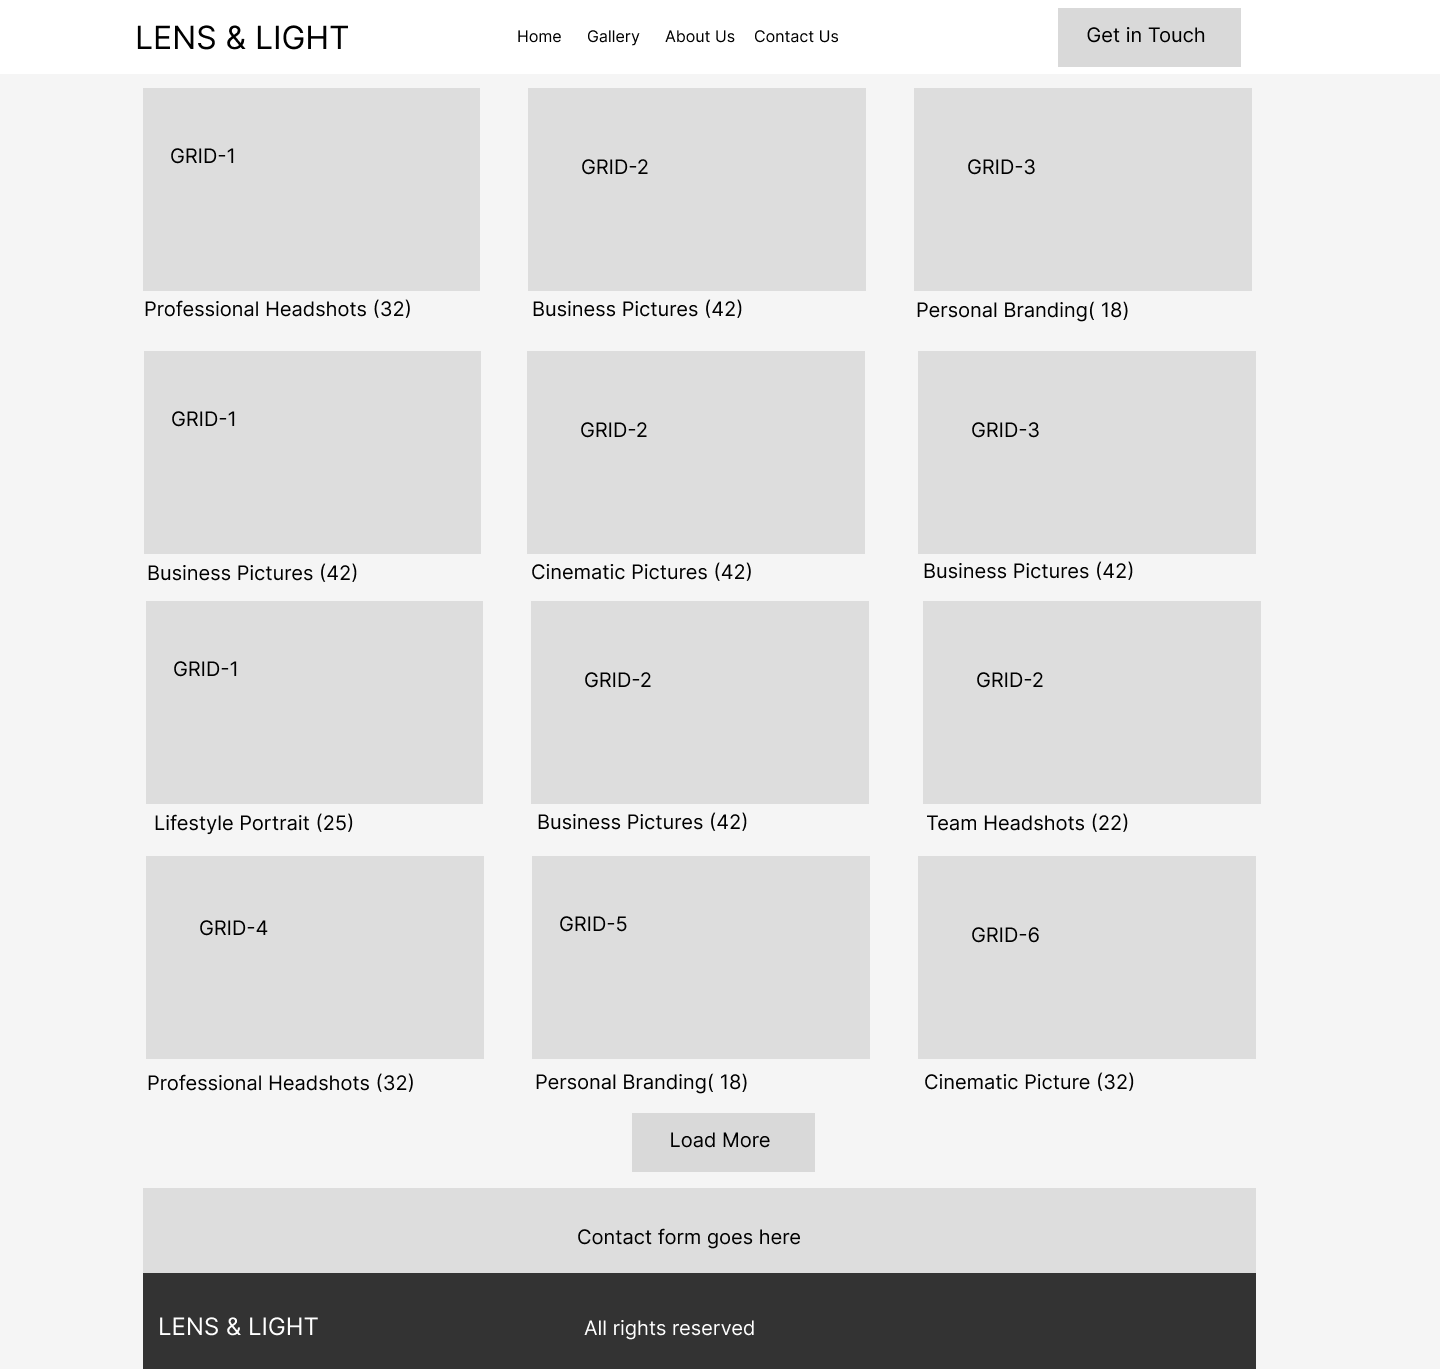 LENS & LIGHT
Home Gallery About Us Contact Us
Get in Touch
GRID-1
GRID-2
GRID-3
Professional Headshots (32)
Business Pictures (42)
Personal Branding( 18)
GRID-1
GRID-2
GRID-3
Business Pictures (42)
Cinematic Pictures (42)
Business Pictures (42)
GRID-1
GRID-2
GRID-2
Lifestyle Portrait (25)
Business Pictures (42)
Team Headshots (22)
GRID-4
GRID-5
GRID-6
Professional Headshots (32)
Personal Branding( 18)
Cinematic Picture (32)
Load More
Contact form goes here
LENS & LIGHT
All rights reserved